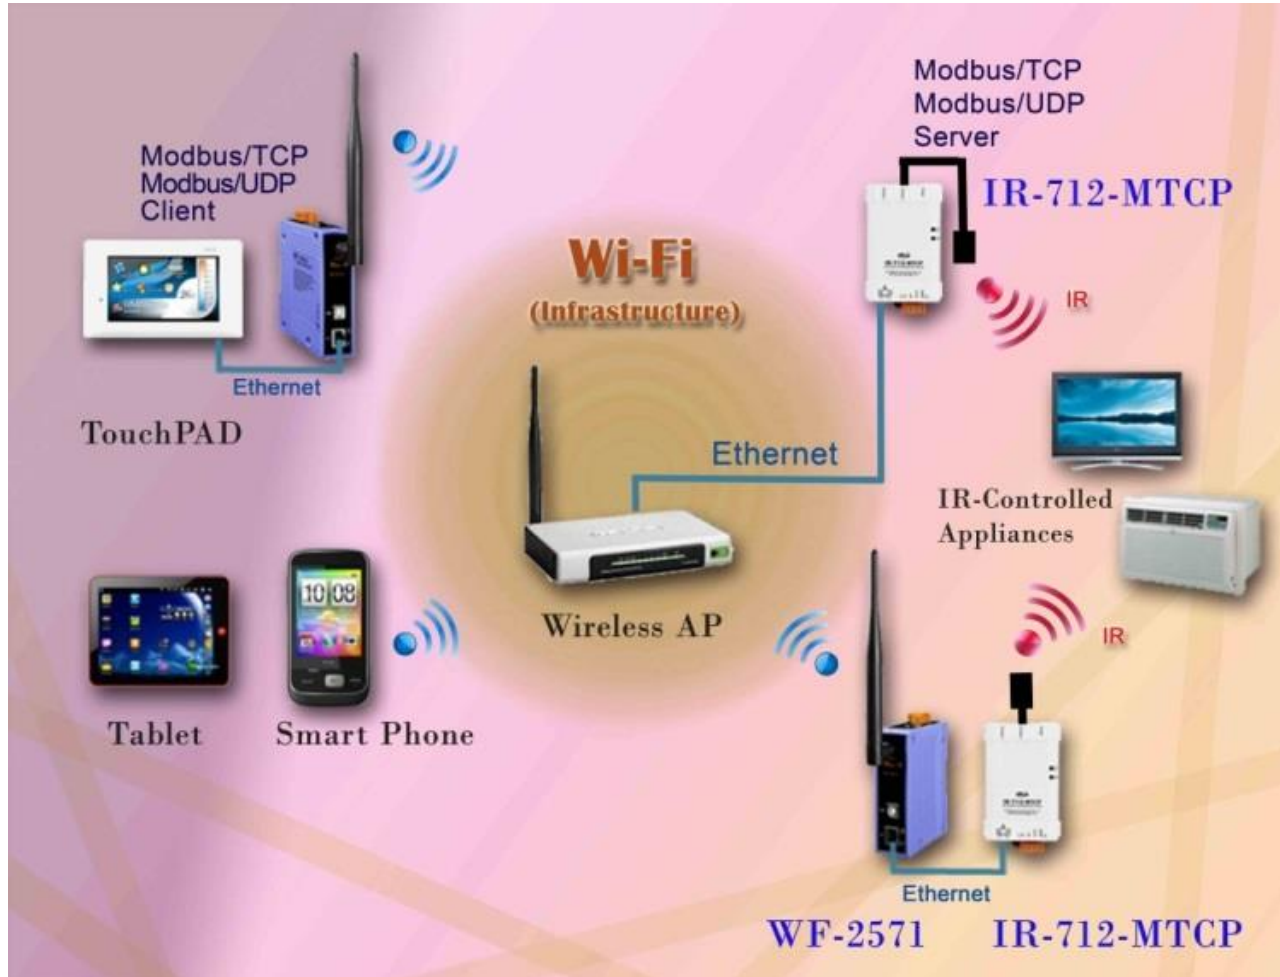 Modbus/TCP
Modbus/UDP
Server
IR-712-MTCP
Modbus/TCP
Modbus/UDP
Client
Wi-Fi
(Infrastructure)
IR
Ethernet
TouchPAD
Ethernet
IR-Controlled
Appliances
10 08
Wireless AP
IR
Tablet
Smart Phone
Ethernet
WF-2571
IR-712-MTCP